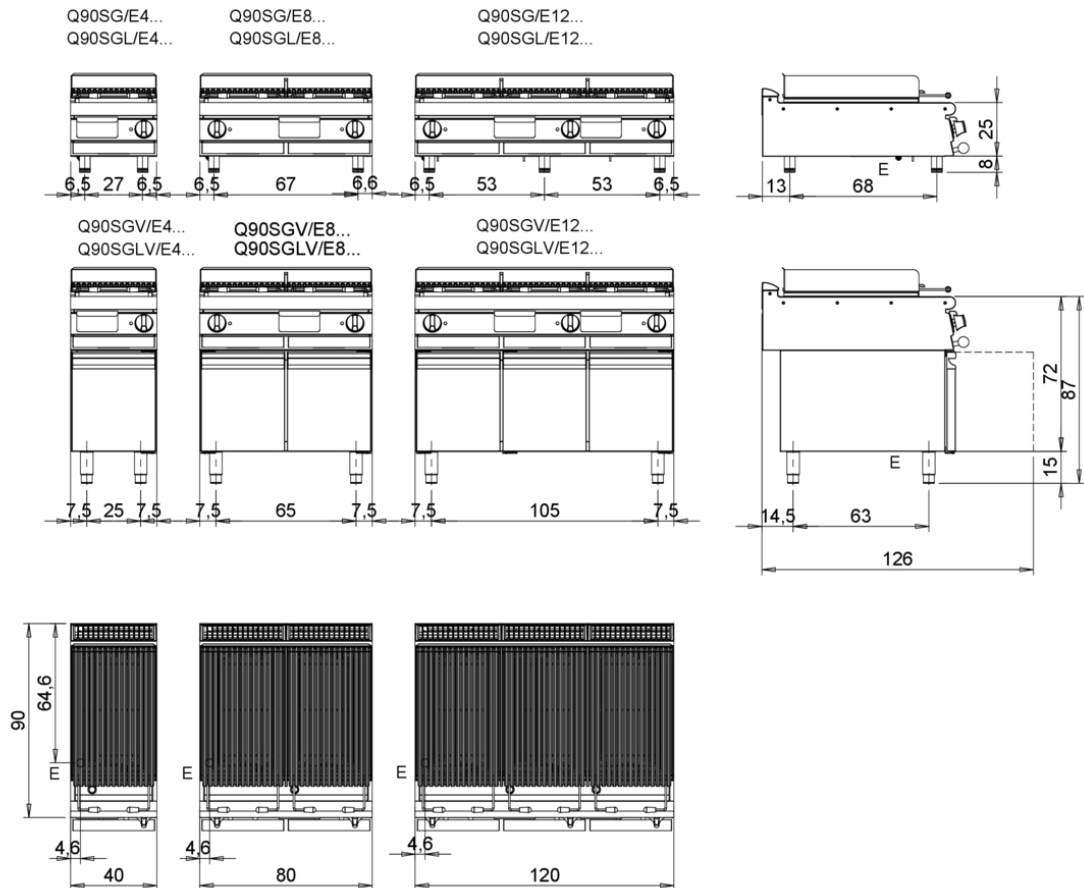 Q90SG/E4...
Q90SGL/E4...
Q90SG/E8...
Q90SGL/E8...
Q90SG/E12...
Q90SGL/E12...
25
8
E
6,5 27 6,5
6,5 67 6,6
6,5 53 53 6,5
13 68
Q90SGV/E4...
Q90SGLV/E4...
Q90SGV/E8...
Q90SGLV/E8...
Q90SGV/E12...
Q90SGLV/E12...
72
87
E
15
7,5 25 7,5
7,5 65 7,5
7,5 105 7,5
14,5 63
126
90
64,6
E
E
E
4,6
4,6
4,6
40
80
120